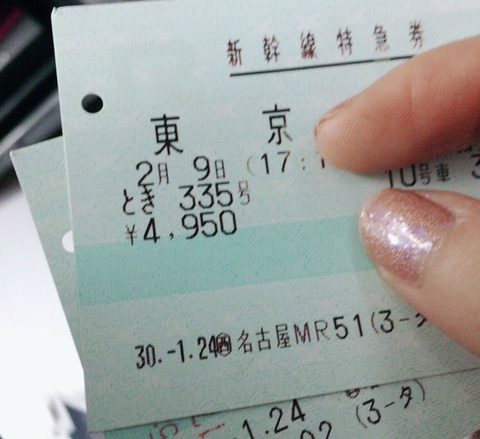 新幹線特急券
東京
2月 9日 (17:
10号車
とき 335号
¥4,950
30.-1.24 名古屋MR51(3-タ
1.24
(3-タ)
02